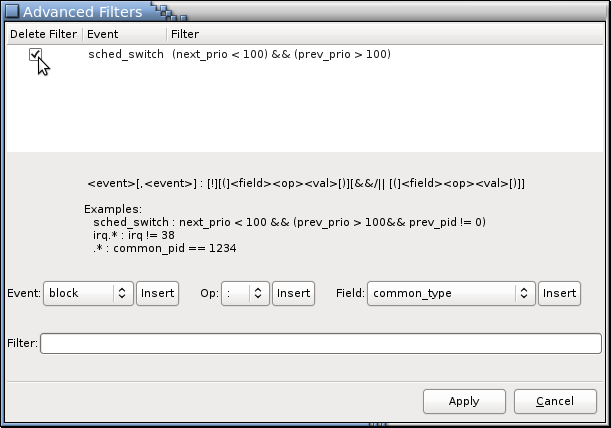 Advanced Filters
Delete Filter Event Filter
sched_switch (next_prio < 100) && (prev_prio > 100)
<event>[,<event>] : [!][(]<field><op><val>[)][&&/|| [(]<field><op><val>[)]]
Examples:
sched_switch : next_prio < 100 && (prev_prio > 100&& prev_pid != 0)
irq.* : irq != 38
.* : common_pid == 1234
Event: block Insert Op: : Insert Field: common_type Insert
Filter:
Apply Cancel